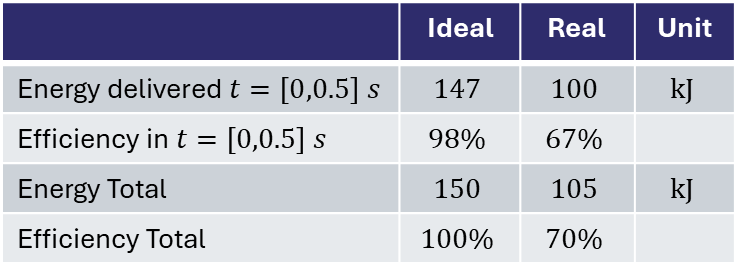 Ideal Real Unit
Energy delivered t = [0,0.5] s 147 100 kJ
Efficiency in t = [0,0.5] s 98% 67%
Energy Total 150 105 kJ
Efficiency Total 100% 70%